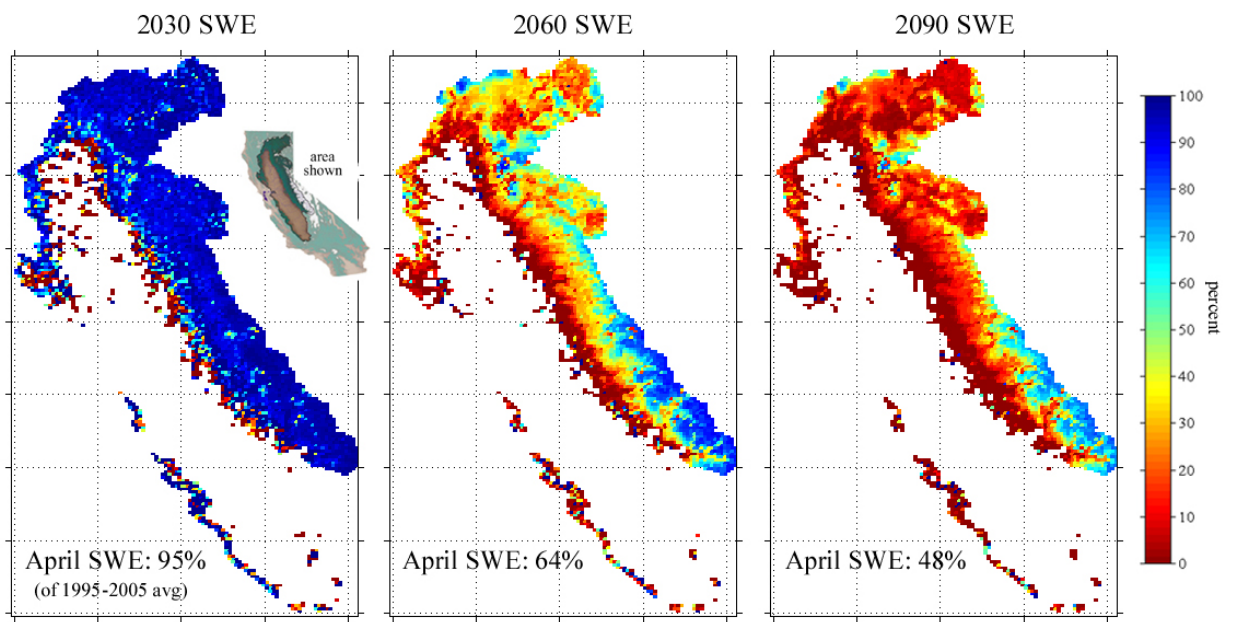 2030 SWE
2060 SWE
2090 SWE
area
shown
April SWE: 95%
(of 1995-2005 avg)
April SWE: 64%
April SWE: 48%
100
90
80
70
60
50
40
30
20
10
0
percent